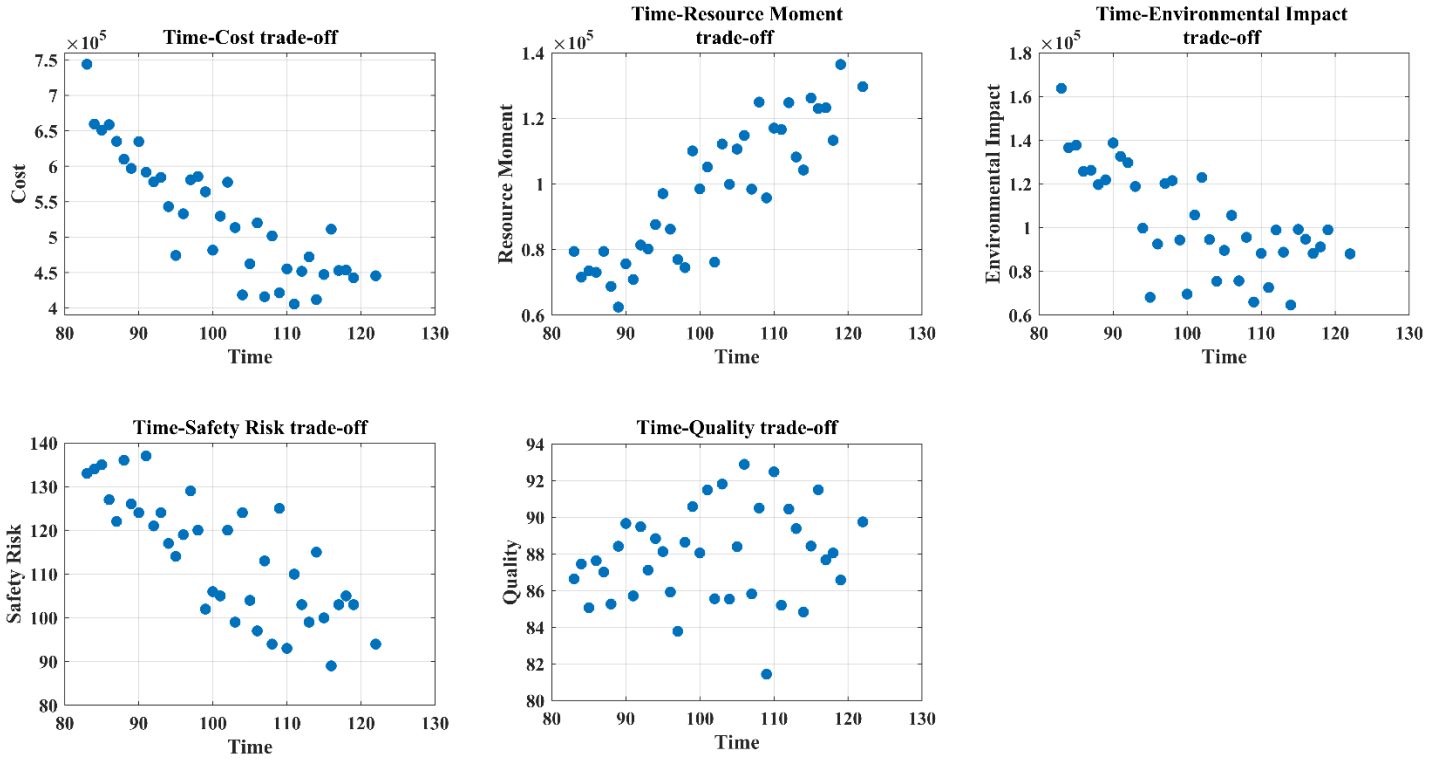 Time-Cost trade-off
×10⁵
7.5
7
6.5
6
5.5
5
4.5
4
Cost
80 90 100 110 120 130
Time
Time-Resource Moment
trade-off
×10⁵
1.4
1.2
1
0.8
0.6
Resource Moment
80 90 100 110 120 130
Time
Time-Environmental Impact
trade-off
×10⁵
1.8
1.6
1.4
1.2
1
0.8
0.6
Environmental Impact
80 90 100 110 120 130
Time
Time-Safety Risk trade-off
140
130
120
110
100
90
80
Safety Risk
80 90 100 110 120 130
Time
Time-Quality trade-off
94
92
90
88
86
84
82
80
Quality
80 90 100 110 120 130
Time